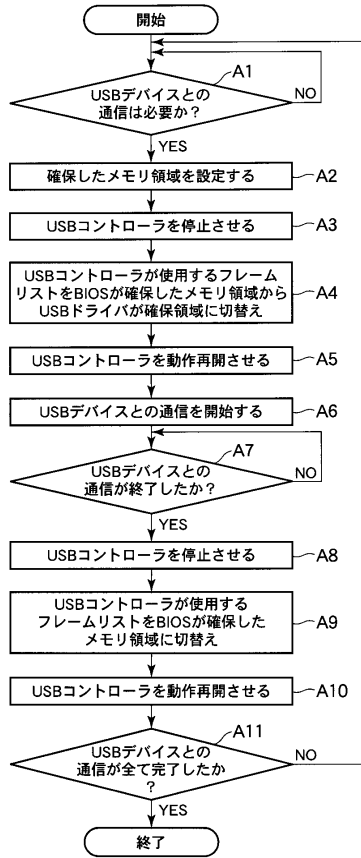 開始
A1
USBデバイスとの
通信は必要か？
NO
YES
確保したメモリ領域を設定する
A2
USBコントローラを停止させる
A3
USBコントローラが使用するフレーム
リストをBIOSが確保したメモリ領域から
USBドライバが確保領域に切替え
A4
USBコントローラを動作再開させる
A5
USBデバイスとの通信を開始する
A6
A7
USBデバイスとの
通信が終了したか？
NO
YES
USBコントローラを停止させる
A8
USBコントローラが使用する
フレームリストをBIOSが確保した
メモリ領域に切替え
A9
USBコントローラを動作再開させる
A10
A11
USBデバイスとの
通信が全て完了したか
？
NO
YES
終了